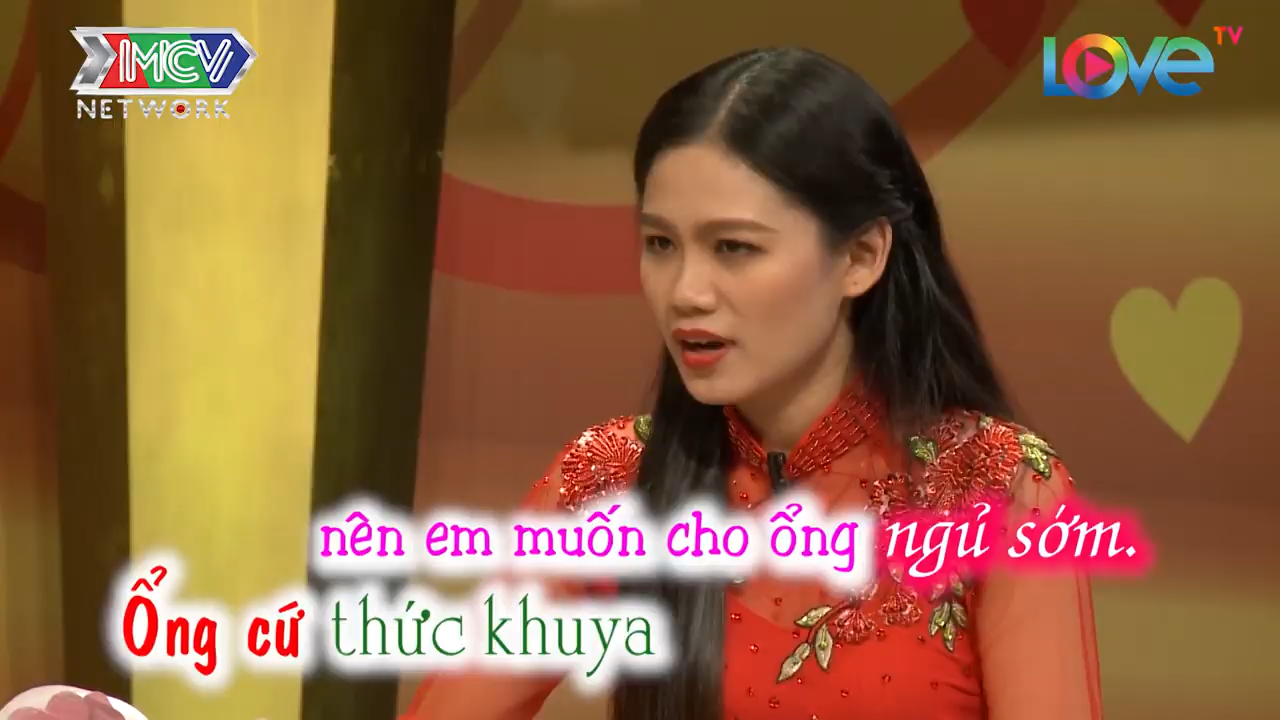 MCV
NETWORK
LOVE TV
nên em muốn cho ổng ngủ sớm.
Ổng cứ thức khuya